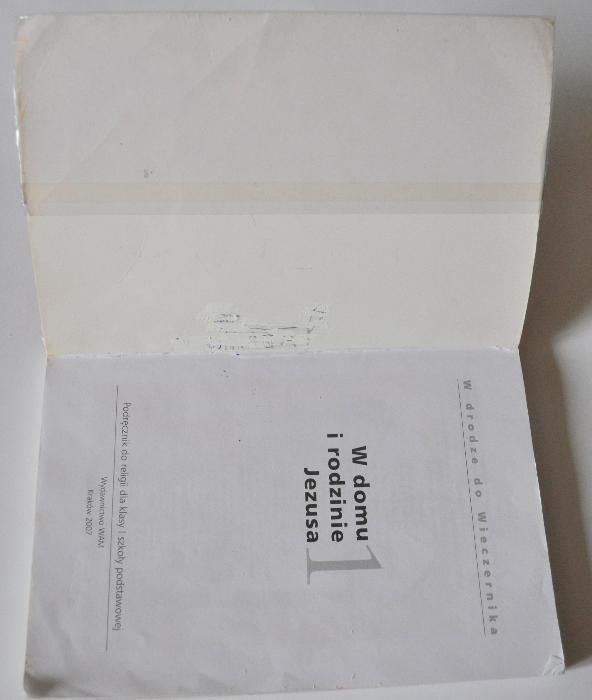 W drodze do Wieczernika
W domu
i rodzinie
Jezusa
1
Podręcznik do religii dla klasy I szkoły podstawowej
Wydawnictwo WAM
Kraków 2007